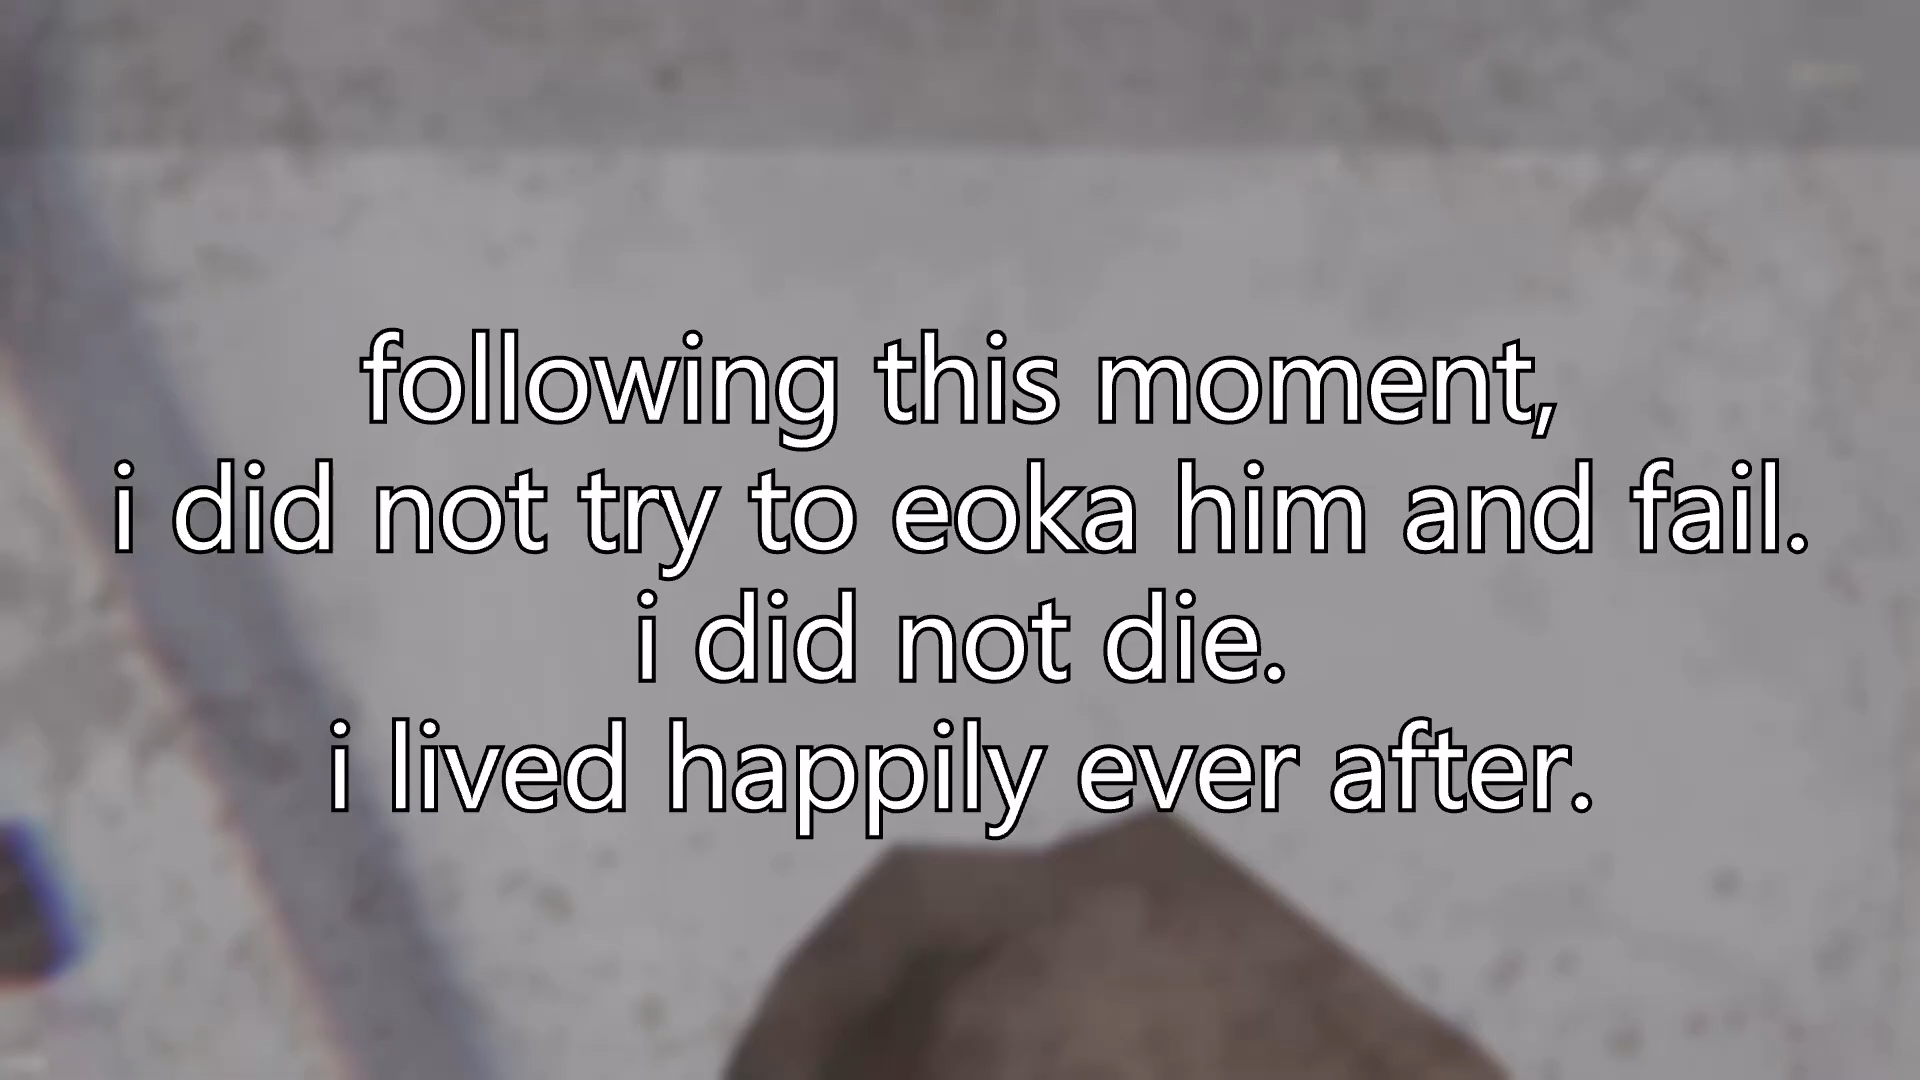 following this moment,
i did not try to eoka him and fail.
i did not die.
i lived happily ever after.